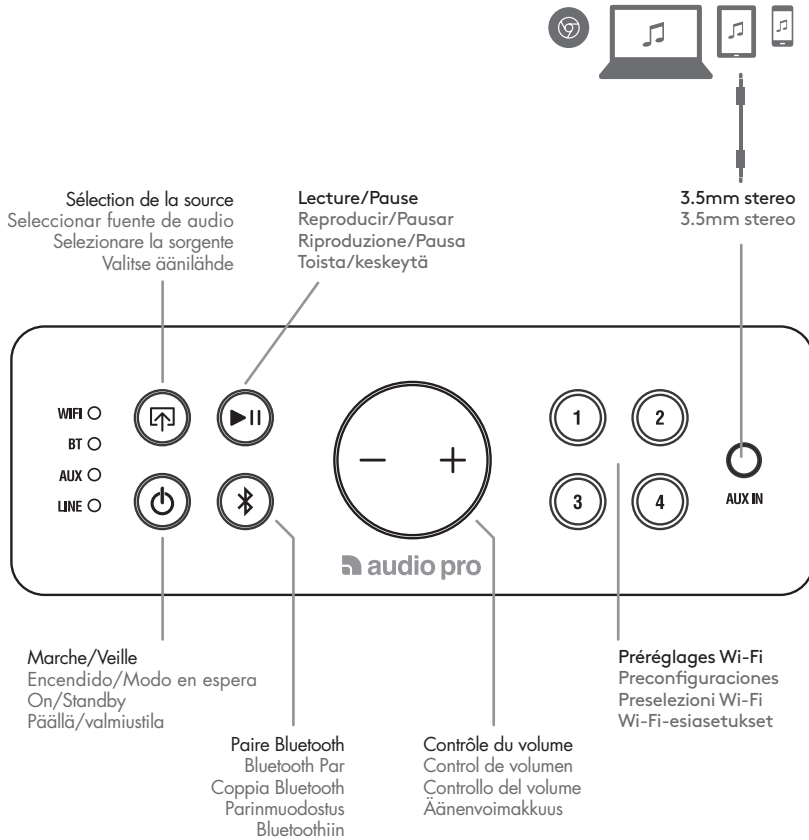 Sélection de la source
Seleccionar fuente de audio
Selezionare la sorgente
Valitse äänilähde
Lecture/Pause
Reproducir/Pausar
Riproduzione/Pausa
Toista/keskeytä
3.5mm stereo
3.5mm stereo
WIFI
BT
AUX
LINE
1
2
3
4
AUX IN
audio pro
Marche/Veille
Encendido/Modo en espera
On/Standby
Päällä/valmiustila
Paire Bluetooth
Bluetooth Par
Coppia Bluetooth
Parinmuodostus
Bluetoothiin
Contrôle du volume
Control de volumen
Controllo del volume
Äänenvoimakkuus
Préréglages Wi-Fi
Preconfiguraciones
Preselezioni Wi-Fi
Wi-Fi-esiasetukset